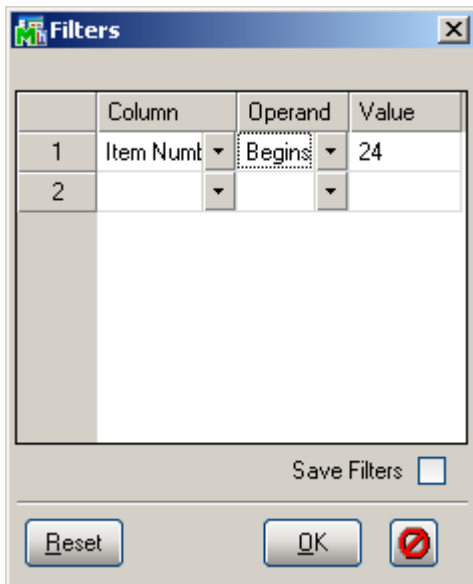 Filters
Column Operand Value
1 Item Numb Begins 24
2
Save Filters
Reset OK